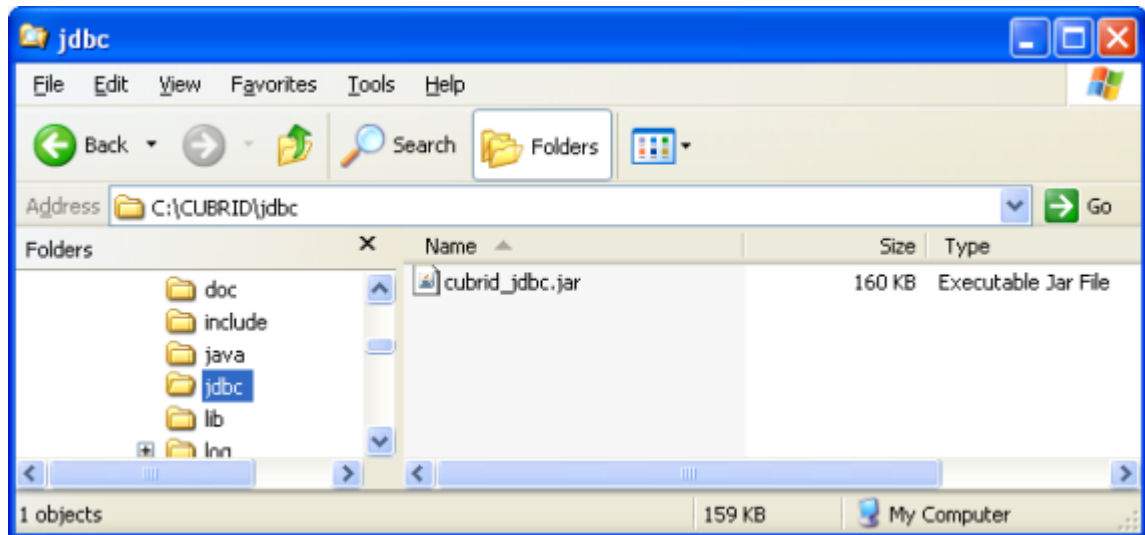 jdbc
File Edit View Favorites Tools Help
Back Search Folders
Address C:\CUBRID\jdbc Go
Folders Name Size Type
doc cubrid_jdbc.jar 160 KB Executable Jar File
include
java
jdbc
lib
log
1 objects 159 KB My Computer